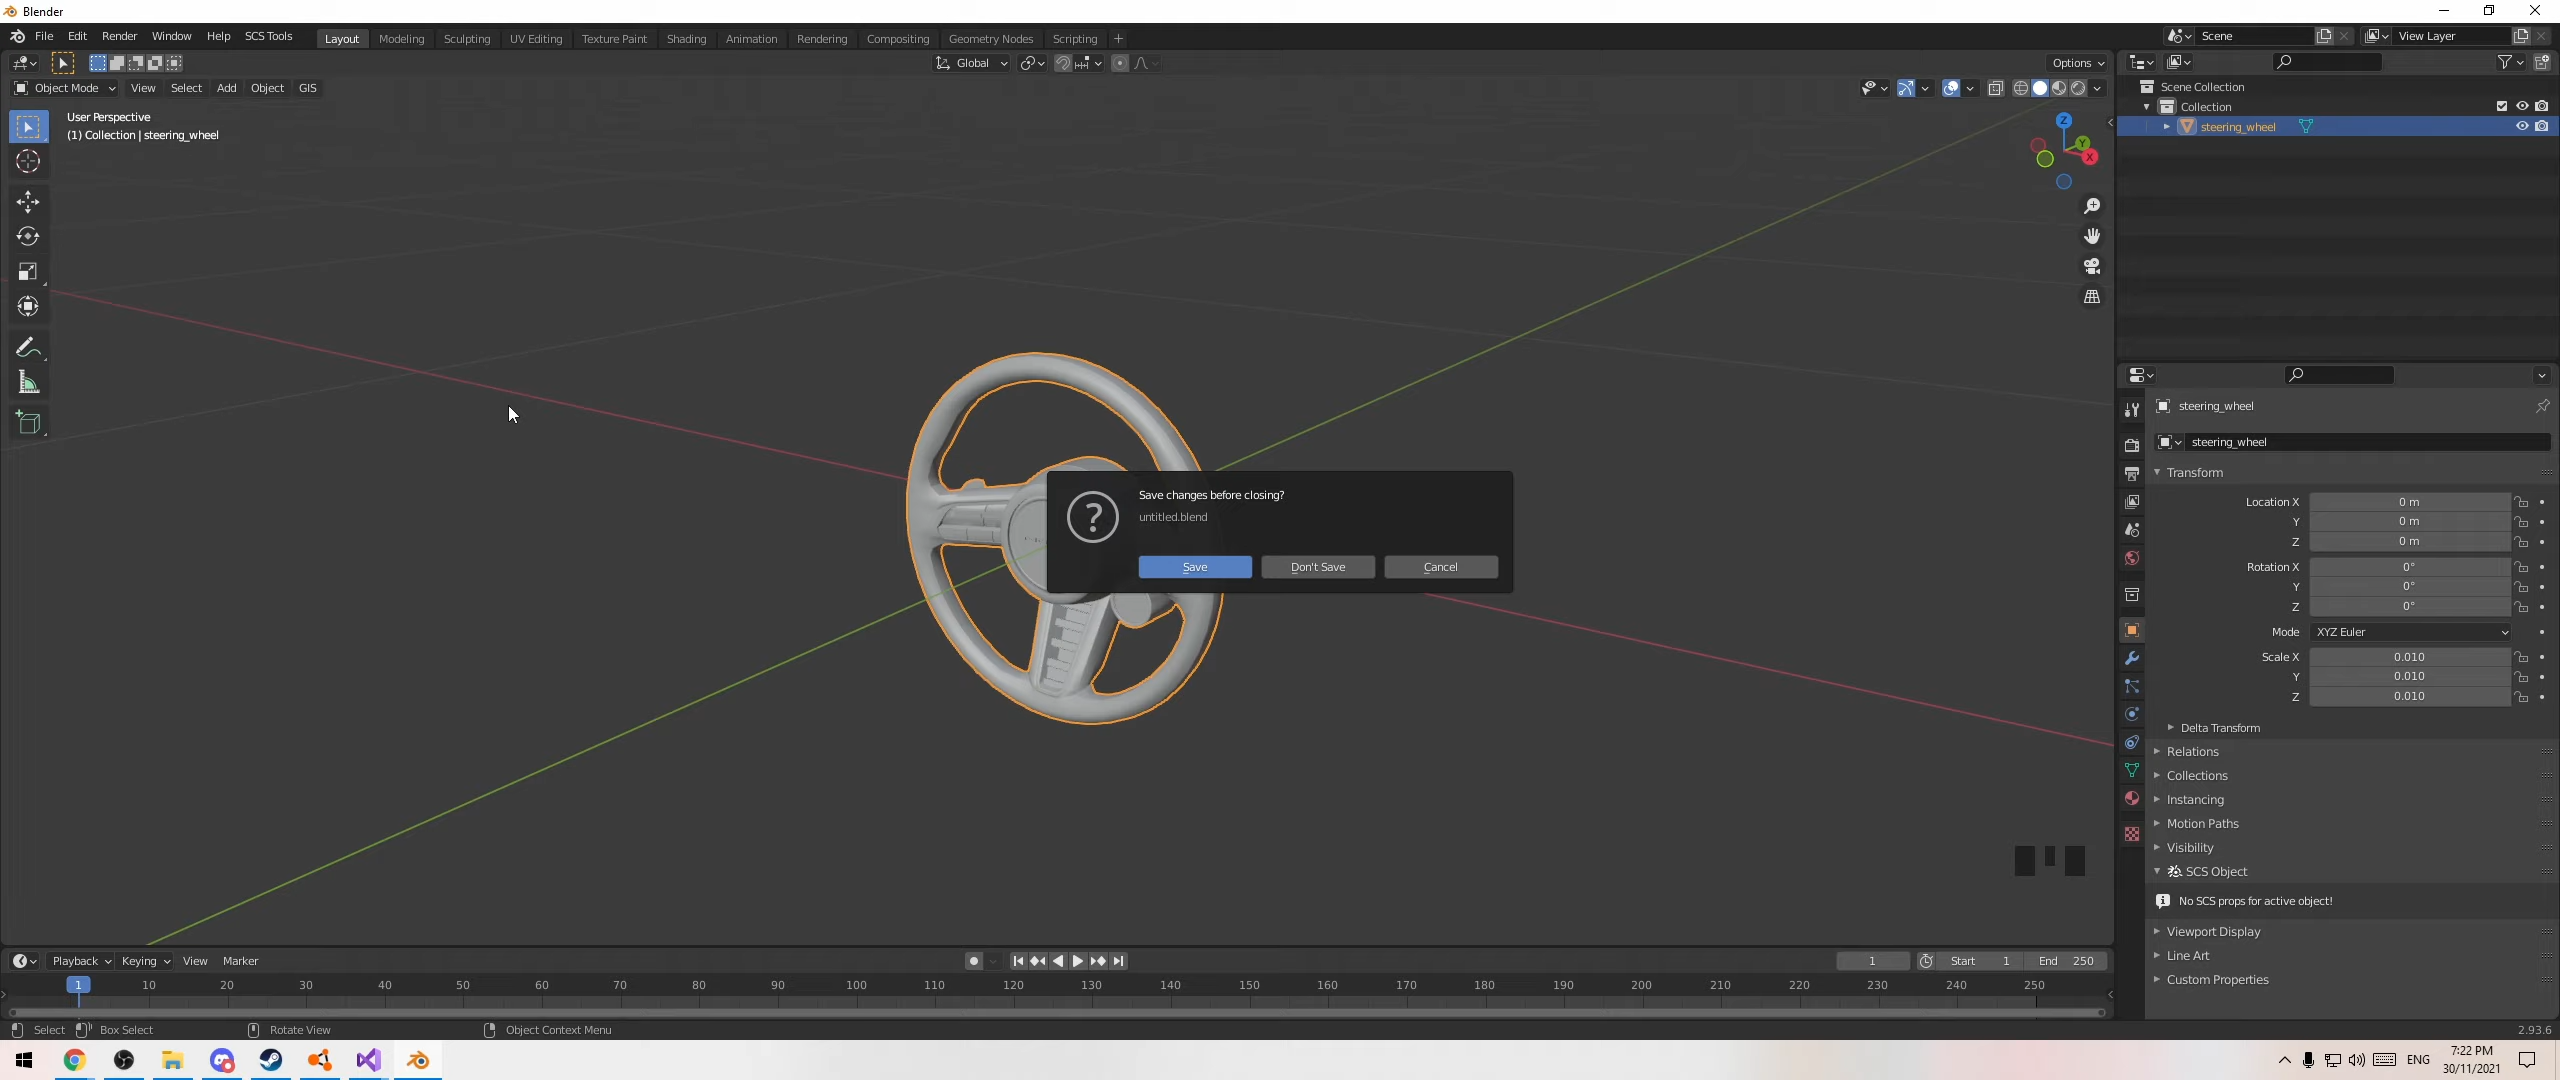 Blender
File Edit Render Window Help SCS Tools Layout Modeling Sculpting UV Editing Texture Paint Shading Animation Rendering Compositing Geometry Nodes Scripting + Scene View Layer
Global Options
Object Mode View Select Add Object GIS
User Perspective
(1) Collection | steering_wheel
Z
Y
X
Scene Collection
Collection
steering_wheel
Save changes before closing?
untitled.blend
Save Don't Save Cancel
steering_wheel
steering_wheel
Transform
Location X 0 m
Y 0 m
Z 0 m
Rotation X 0°
Y 0°
Z 0°
Mode XYZ Euler
Scale X 0.010
Y 0.010
Z 0.010
Delta Transform
Relations
Collections
Instancing
Motion Paths
Visibility
SCS Object
No SCS props for active object!
Viewport Display
Line Art
Custom Properties
Playback Keying View Marker 1 Start 1 End 250
1 10 20 30 40 50 60 70 80 90 100 110 120 130 140 150 160 170 180 190 200 210 220 230 240 250
Select Box Select Rotate View Object Context Menu 2.93.6
ENG
7:22 PM
30/11/2021